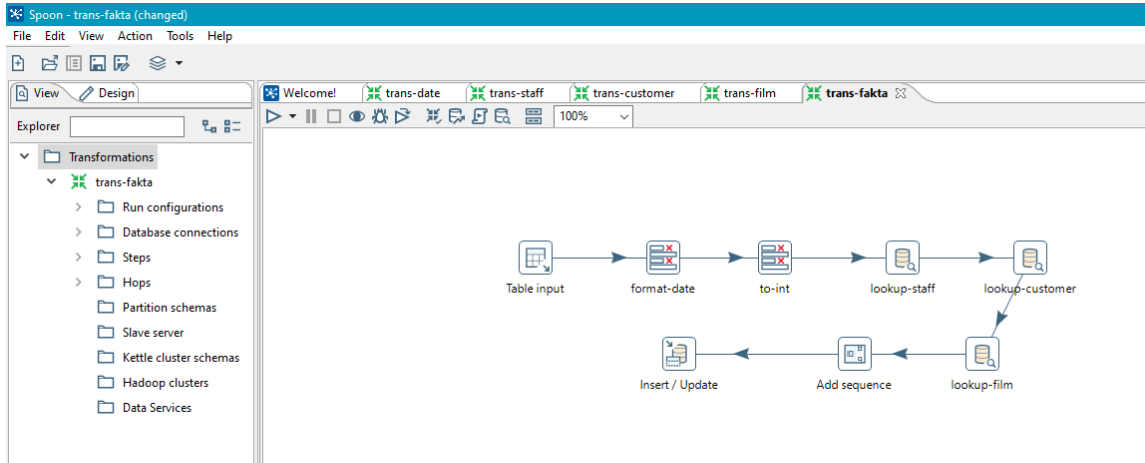 Spoon - trans-fakta (changed)
File Edit View Action Tools Help
View Design
Welcome! trans-date trans-staff trans-customer trans-film trans-fakta
Explorer
100%
Transformations
trans-fakta
Run configurations
Database connections
Steps
Hops
Partition schemas
Slave server
Kettle cluster schemas
Hadoop clusters
Data Services
Table input format-date to-int lookup-staff lookup-customer
Insert / Update Add sequence lookup-film